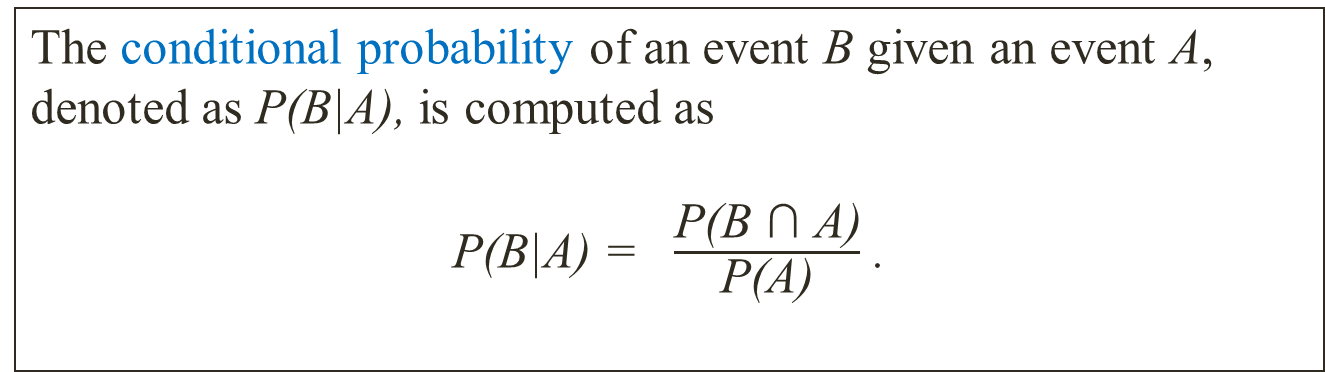 The conditional probability of an event B given an event A,
denoted as P(B|A), is computed as
P(B|A) = P(B ∩ A) / P(A) .